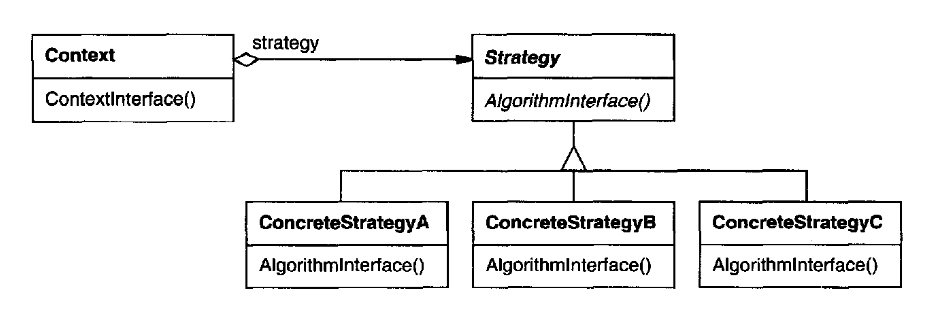 strategy
Context
Strategy
ContextInterface()
AlgorithmInterface()
ConcreteStrategyA
ConcreteStrategyB
ConcreteStrategyC
AlgorithmInterface()
AlgorithmInterface()
AlgorithmInterface()